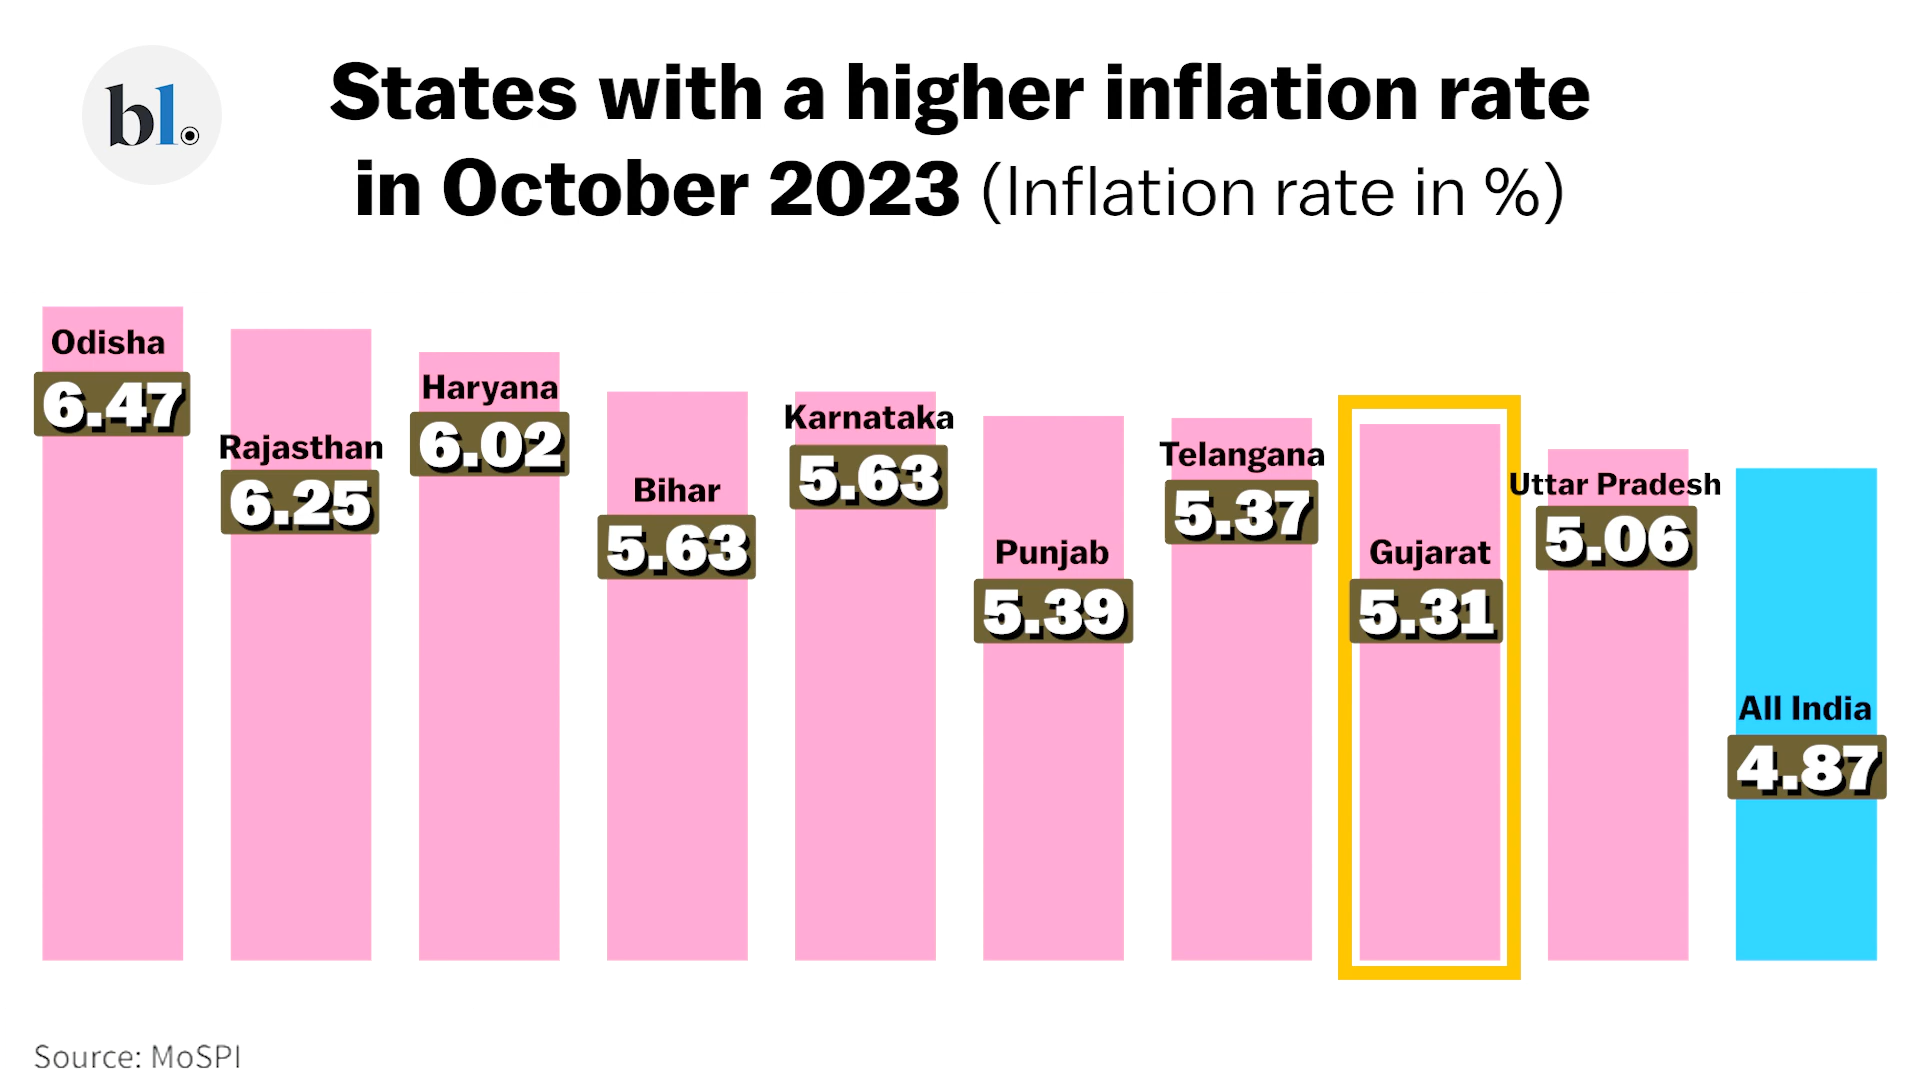 bl.
States with a higher inflation rate
in October 2023 (Inflation rate in %)
Odisha
6.47
Rajasthan
6.25
Haryana
6.02
Bihar
5.63
Karnataka
5.63
Punjab
5.39
Telangana
5.37
Gujarat
5.31
Uttar Pradesh
5.06
All India
4.87
Source: MoSPI